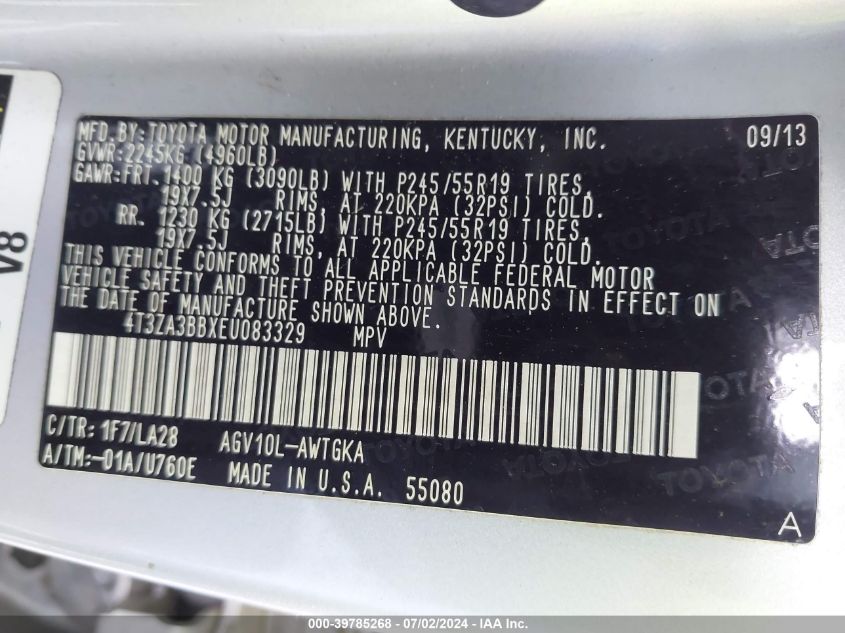 MFD.BY:TOYOTA MOTOR MANUFACTURING, KENTUCKY, INC. 09/13
GVWR:2245KG (4960LB)
GAWR:FRT.1400 KG (3090LB) WITH P245/55R19 TIRES,
19X7.5J RIMS, AT 220KPA (32PSI) COLD.
RR. 1230 KG (2715LB) WITH P245/55R19 TIRES,
19X7.5J RIMS, AT 220KPA (32PSI) COLD.
THIS VEHICLE CONFORMS TO ALL APPLICABLE FEDERAL MOTOR
VEHICLE SAFETY AND THEFT PREVENTION STANDARDS IN EFFECT ON
THE DATE OF MANUFACTURE SHOWN ABOVE.
4T3ZA3BBXEU083329 MPV
C/TR: 1F7/LA28 AGV10L-AWTGKA
A/TM:-01A/U760E MADE IN U.S.A. 55080
A
V8
TOYOTA
000-39785268 - 07/02/2024 - IAAI.com